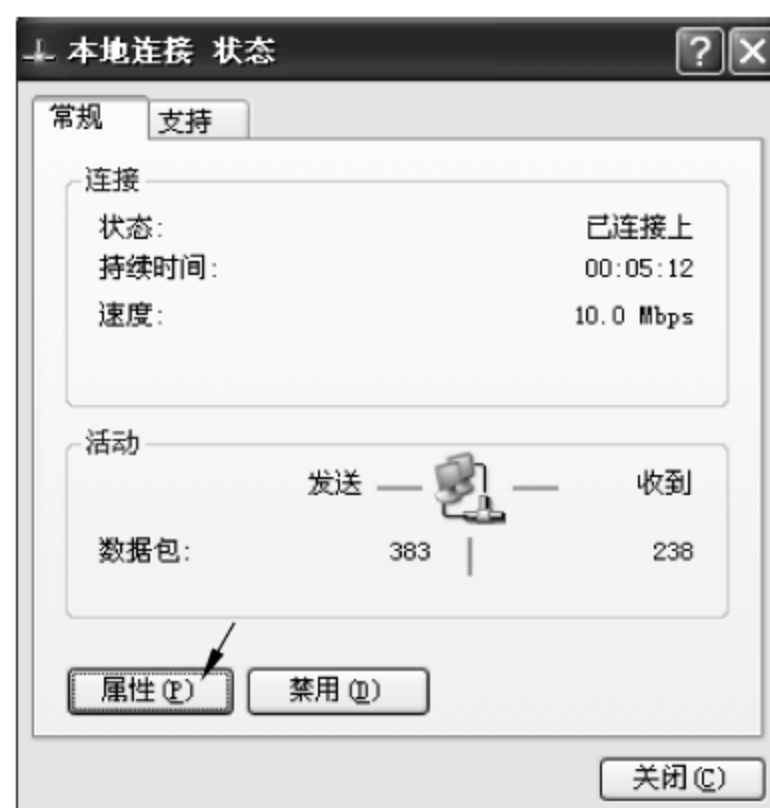 本地连接 状态
常规 支持
连接
状态: 已连接上
持续时间: 00:05:12
速度: 10.0 Mbps
活动
发送 — — 收到
数据包: 383 238
属性(P) 禁用(D)
关闭(C)